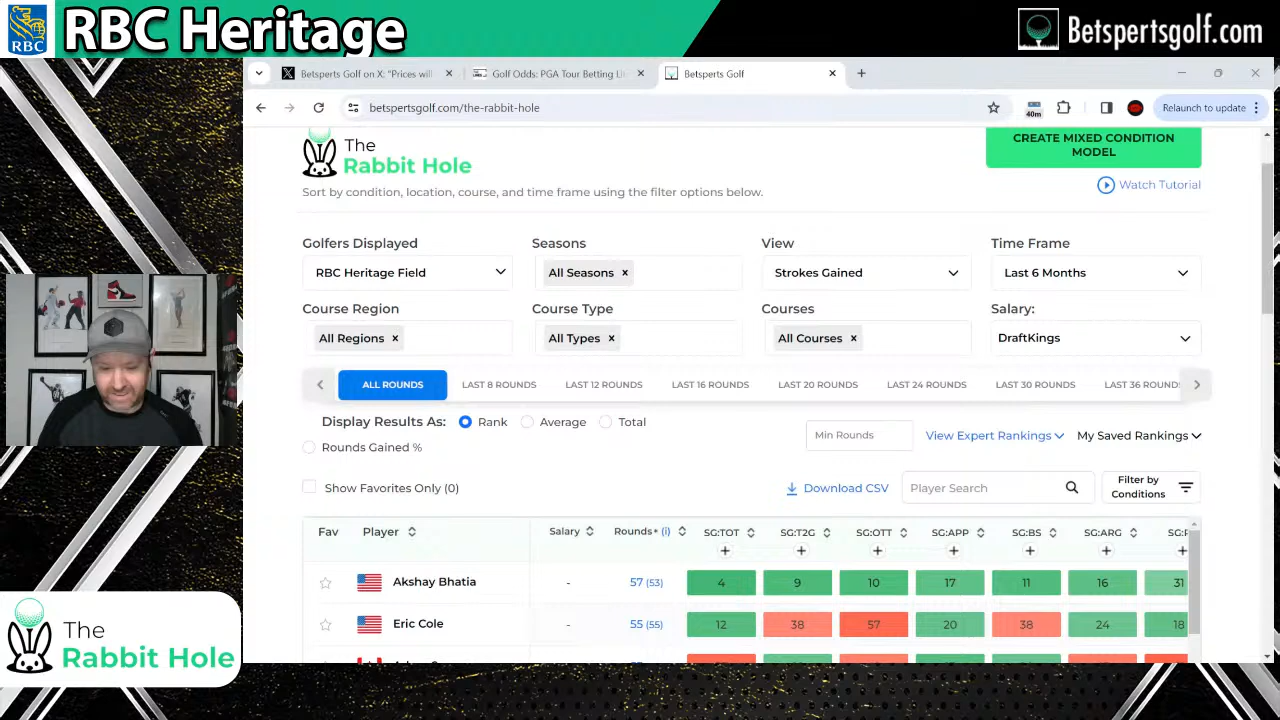 RBC
RBC Heritage
Betspertsgolf.com
Betsperts Golf on X: "Prices will
Golf Odds: PGA Tour Betting Li
Betsperts Golf
betspertsgolf.com/the-rabbit-hole
40m
Relaunch to update
The
Rabbit Hole
CREATE MIXED CONDITION
MODEL
Watch Tutorial
Sort by condition, location, course, and time frame using the filter options below.
Golfers Displayed
Seasons
View
Time Frame
RBC Heritage Field
All Seasons x
Strokes Gained
Last 6 Months
Course Region
Course Type
Courses
Salary:
All Regions x
All Types x
All Courses x
DraftKings
ALL ROUNDS
LAST 8 ROUNDS
LAST 12 ROUNDS
LAST 16 ROUNDS
LAST 20 ROUNDS
LAST 24 ROUNDS
LAST 30 ROUNDS
LAST 36 ROUND
Display Results As: Rank Average Total
Rounds Gained %
Min Rounds
View Expert Rankings
My Saved Rankings
Show Favorites Only (0)
Download CSV
Player Search
Filter by
Conditions
Fav Player Salary Rounds* (i) SG:TOT SG:T2G SG:OTT SG:APP SG:BS SG:ARG SG:P
+ + + + + + +
Akshay Bhatia - 57 (53) 4 9 10 17 11 16 31
Eric Cole - 55 (55) 12 38 57 20 38 24 18
The
Rabbit Hole